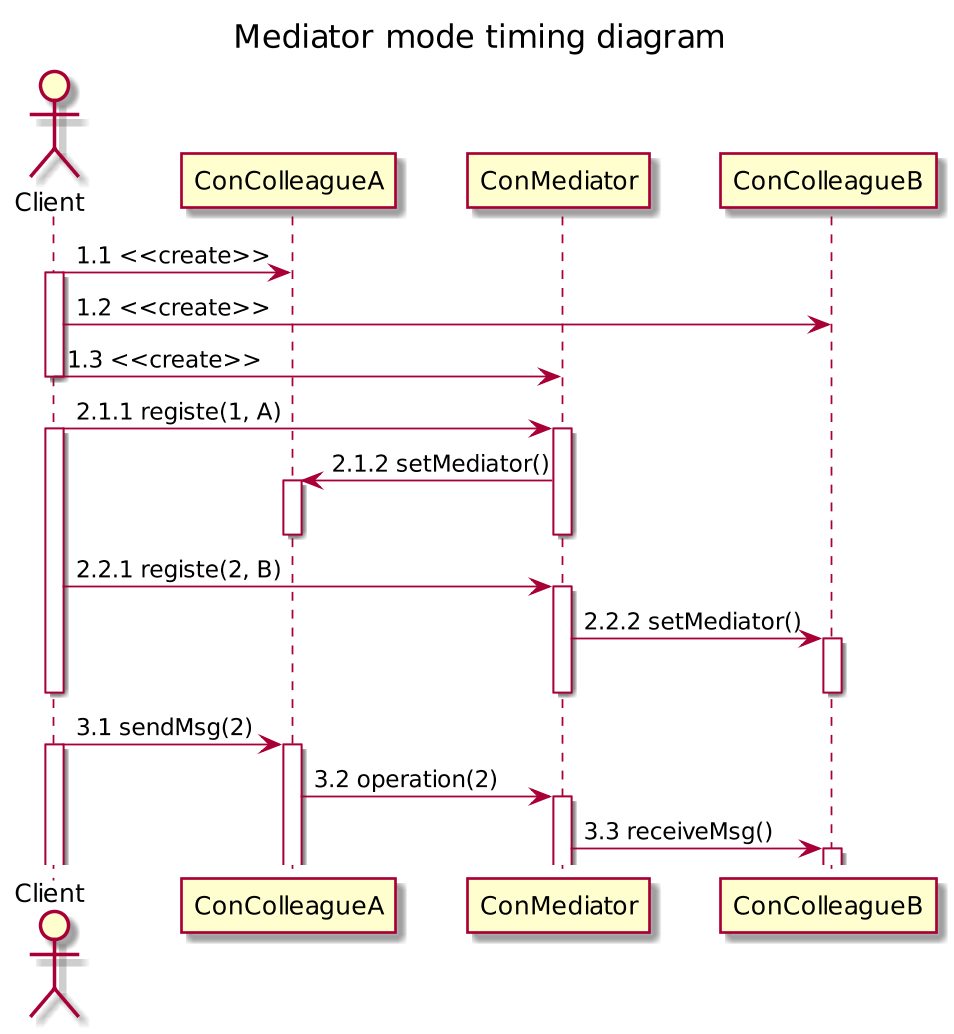 Mediator mode timing diagram
Client
ConColleagueA
ConMediator
ConColleagueB
1.1 <<create>>
1.2 <<create>>
1.3 <<create>>
2.1.1 registe(1, A)
2.1.2 setMediator()
2.2.1 registe(2, B)
2.2.2 setMediator()
3.1 sendMsg(2)
3.2 operation(2)
3.3 receiveMsg()
Client
ConColleagueA
ConMediator
ConColleagueB